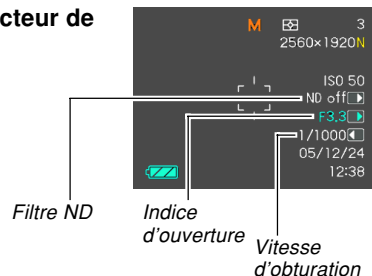 cteur de
M 3
2560×1920N
ISO 50
ND off
F3.3
1/1000
05/12/24
12:38
Filtre ND
Indice
d'ouverture
Vitesse
d'obturation